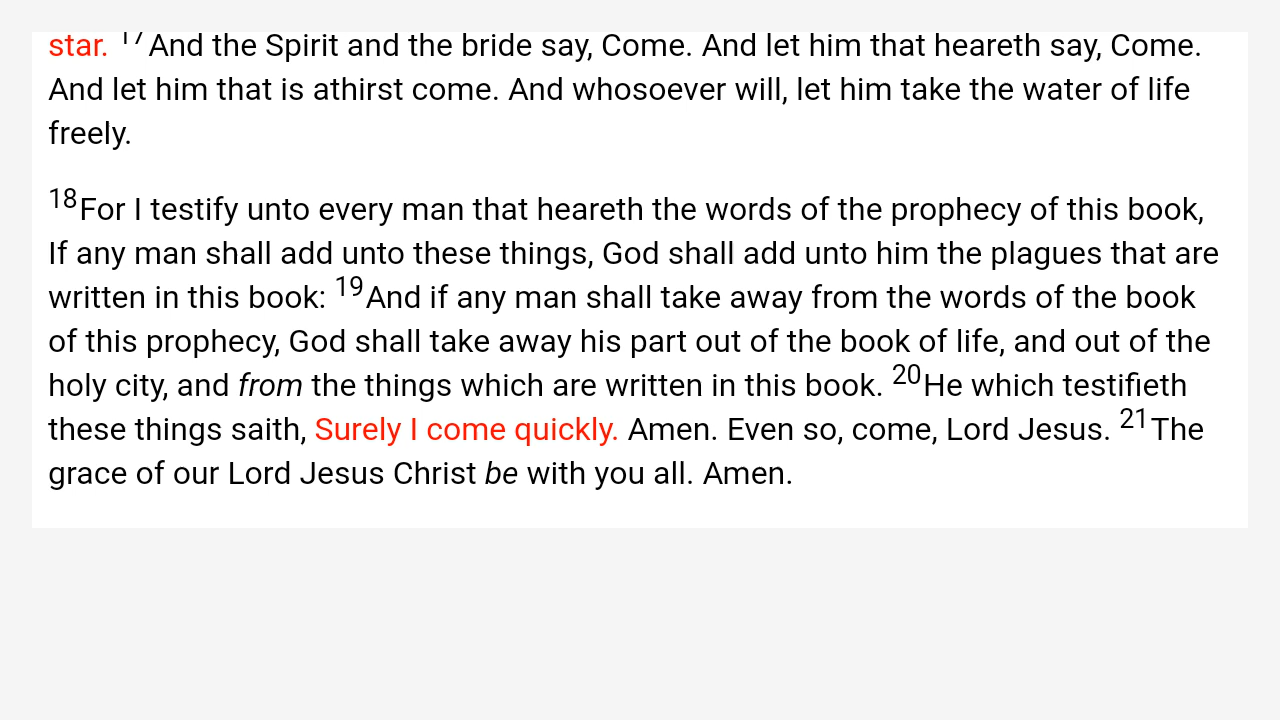 star. 17And the Spirit and the bride say, Come. And let him that heareth say, Come.
And let him that is athirst come. And whosoever will, let him take the water of life
freely.
18For I testify unto every man that heareth the words of the prophecy of this book,
If any man shall add unto these things, God shall add unto him the plagues that are
written in this book: 19And if any man shall take away from the words of the book
of this prophecy, God shall take away his part out of the book of life, and out of the
holy city, and from the things which are written in this book. 20He which testifieth
these things saith, Surely I come quickly. Amen. Even so, come, Lord Jesus. 21The
grace of our Lord Jesus Christ be with you all. Amen.